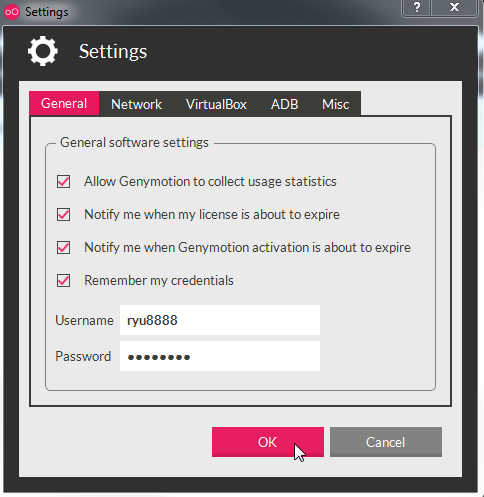 Settings
Settings
General Network VirtualBox ADB Misc
General software settings
Allow Genymotion to collect usage statistics
Notify me when my license is about to expire
Notify me when Genymotion activation is about to expire
Remember my credentials
Username ryu8888
Password ●●●●●●●●
OK Cancel